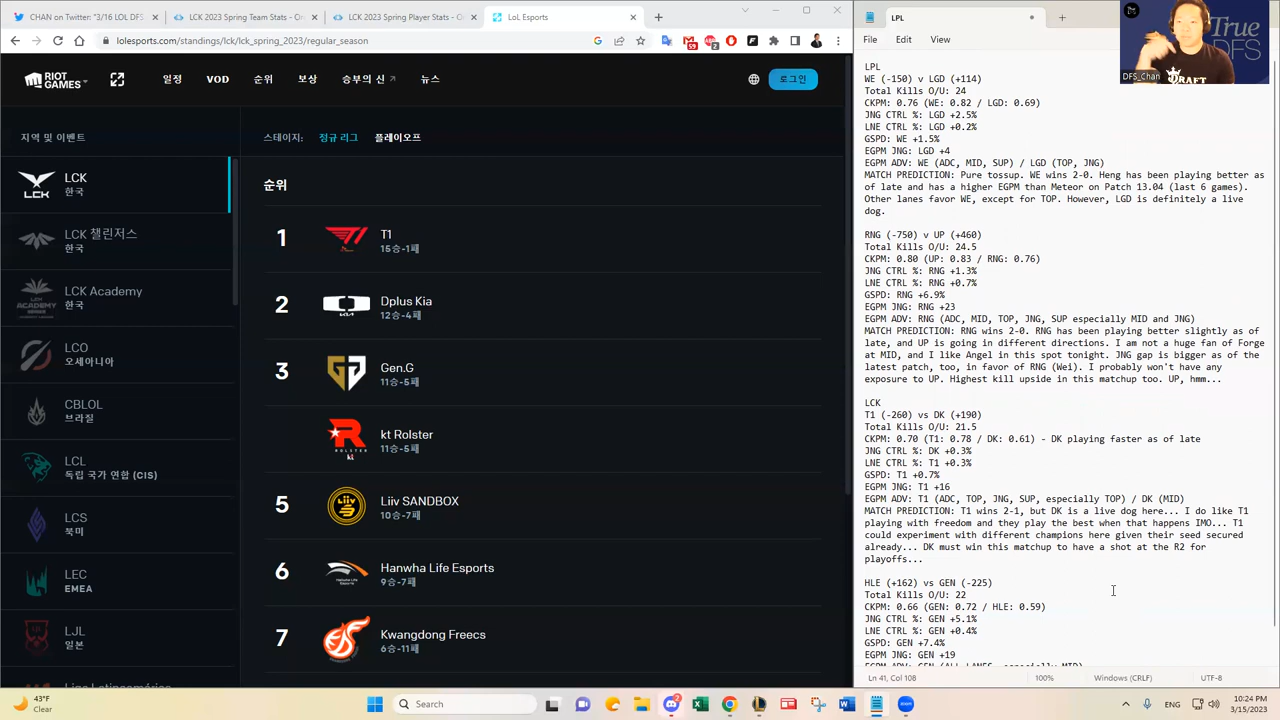 CHAN on Twitter: "3/16 LOL DFS
LCK 2023 Spring Team Stats -
LCK 2023 Spring Player Stats -
LoL Esports
lolesports.com/standings/lck/lck_spring_2023/regular_season
RIOT GAMES
일정
VOD
순위
보상
승부의 신
뉴스
로그인
지역 및 이벤트
LCK
한국
LCK 챌린저스
한국
LCK Academy
한국
LCO
오세아니아
CBLOL
브라질
LCL
독립 국가 연합 (CIS)
LCS
북미
LEC
EMEA
LJL
일본
스테이지: 정규 리그 플레이오프
순위
1 T1
15승-1패
2 Dplus Kia
12승-4패
3 Gen.G
11승-5패
kt Rolster
11승-5패
5 Liiv SANDBOX
10승-7패
6 Hanwha Life Esports
9승-7패
7 Kwangdong Freecs
6승-11패
LPL
File Edit View
True
DFS
DFS_Chan
LPL
WE (-150) v LGD (+114)
Total Kills O/U: 24
CKPM: 0.76 (WE: 0.82 / LGD: 0.69)
JNG CTRL %: LGD +2.5%
LNE CTRL %: LGD +0.2%
GSPD: WE +1.5%
EGPM JNG: LGD +4
EGPM ADV: WE (ADC, MID, SUP) / LGD (TOP, JNG)
MATCH PREDICTION: Pure tossup. WE wins 2-0. Heng has been playing better as
of late and has a higher EGPM than Meteor on Patch 13.04 (last 6 games).
Other lanes favor WE, except for TOP. However, LGD is definitely a live
dog.
RNG (-750) v UP (+460)
Total Kills O/U: 24.5
CKPM: 0.80 (UP: 0.83 / RNG: 0.76)
JNG CTRL %: RNG +1.3%
LNE CTRL %: RNG +0.7%
GSPD: RNG +6.9%
EGPM JNG: RNG +23
EGPM ADV: RNG (ADC, MID, TOP, JNG, SUP especially MID and JNG)
MATCH PREDICTION: RNG wins 2-0. RNG has been playing better slightly as of
late, and UP is going in different directions. I am not a huge fan of Forge
at MID, and I like Angel in this spot tonight. JNG gap is bigger as of the
latest patch, too, in favor of RNG (Wei). I probably won't have any
exposure to UP. Highest kill upside in this matchup too. UP, hmm...
LCK
T1 (-260) vs DK (+190)
Total Kills O/U: 21.5
CKPM: 0.70 (T1: 0.78 / DK: 0.61) - DK playing faster as of late
JNG CTRL %: DK +0.3%
LNE CTRL %: T1 +0.3%
GSPD: T1 +0.7%
EGPM JNG: T1 +16
EGPM ADV: T1 (ADC, TOP, JNG, SUP, especially TOP) / DK (MID)
MATCH PREDICTION: T1 wins 2-1, but DK is a live dog here... I do like T1
playing with freedom and they play the best when that happens IMO... T1
could experiment with different champions here given their seed secured
already... DK must win this matchup to have a shot at the R2 for
playoffs...
HLE (+162) vs GEN (-225)
Total Kills O/U: 22
CKPM: 0.66 (GEN: 0.72 / HLE: 0.59)
JNG CTRL %: GEN +5.1%
LNE CTRL %: GEN +0.4%
GSPD: GEN +7.4%
EGPM JNG: GEN +19
EGPM ADV: GEN (ALL LANES, especially MID)
Ln 41, Col 108 100% Windows (CRLF) UTF-8
43°F
Clear
Search
ENG
10:24 PM
3/15/2023